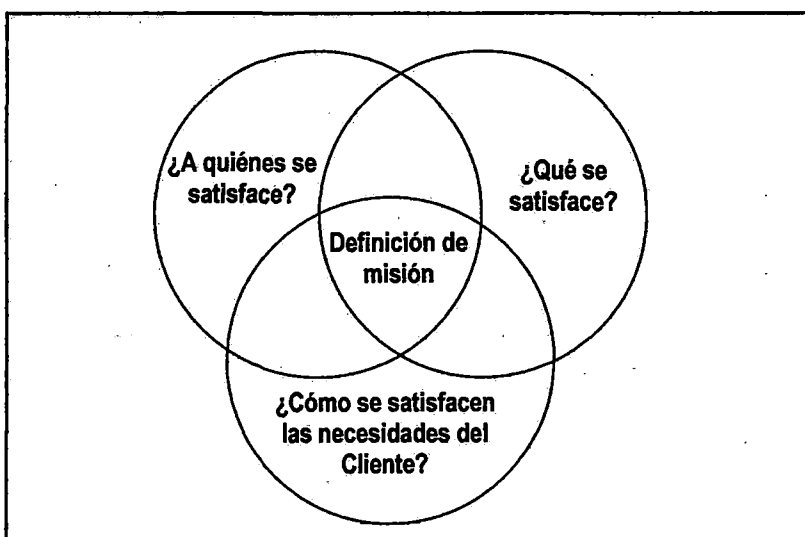 ¿A quiénes se
satisface?
¿Qué se
satisface?
Definición de
misión
¿Cómo se satisfacen
las necesidades del
Cliente?